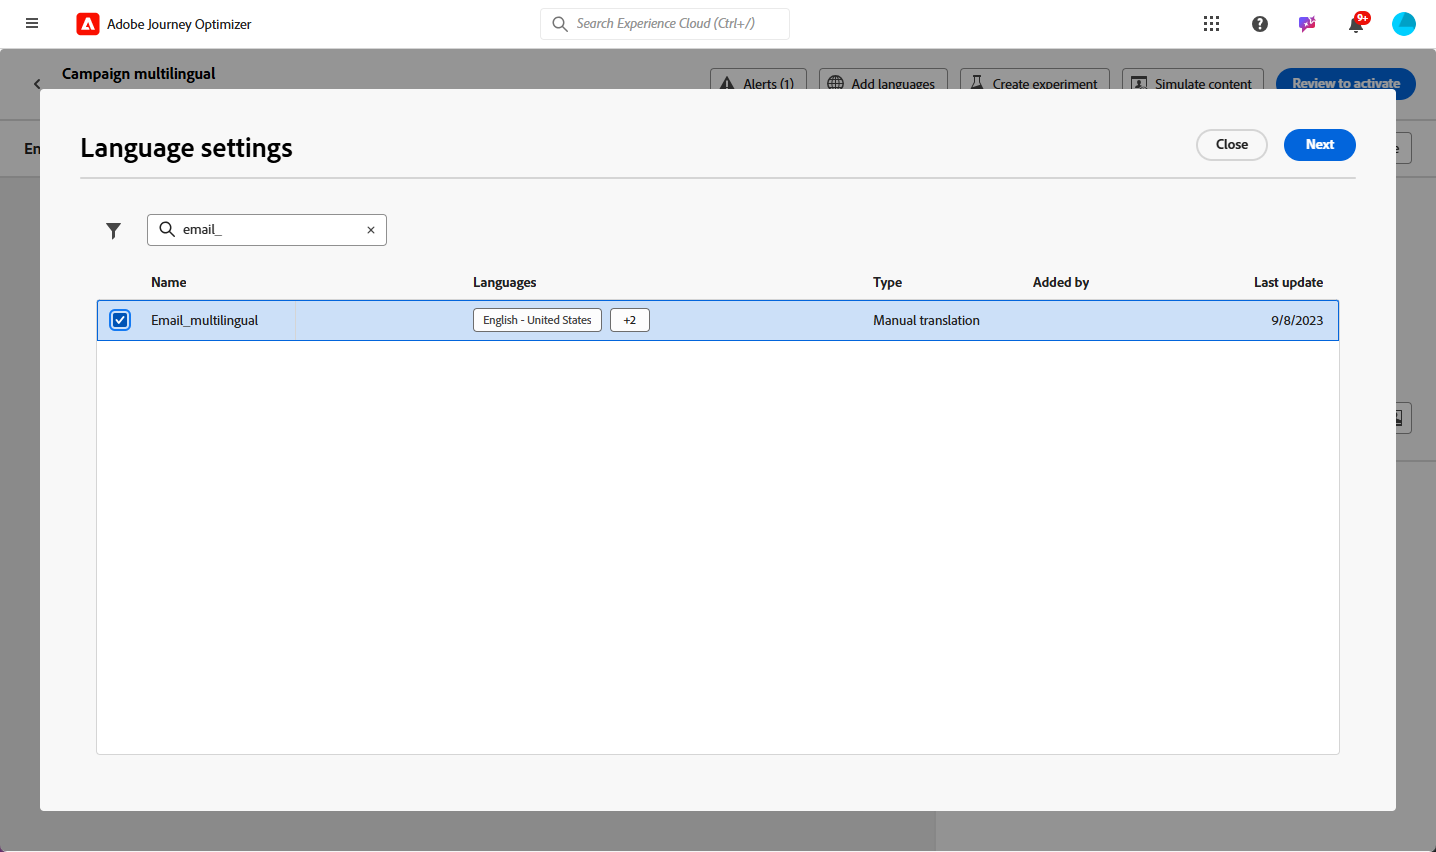 Adobe Journey Optimizer
Search Experience Cloud (Ctrl+/)
9+
Campaign multilingual
Alerts (1)
Add languages
Create experiment
Simulate content
Review to activate
En
e
Language settings
Close
Next
email_
Name Languages Type Added by Last update
Email_multilingual English - United States +2 Manual translation 9/8/2023